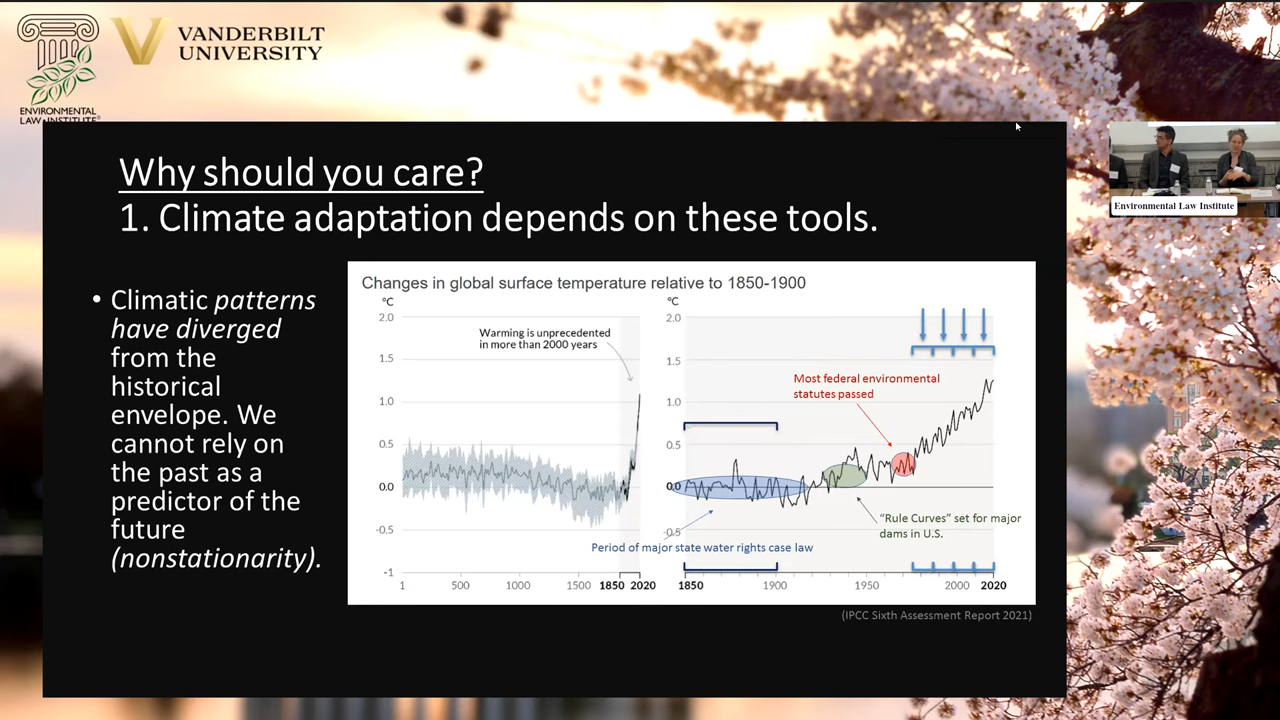 VANDERBILT
UNIVERSITY
ENVIRONMENTAL
LAW·INSTITUTE®
Why should you care?
1. Climate adaptation depends on these tools.
• Climatic patterns
have diverged
from the
historical
envelope. We
cannot rely on
the past as a
predictor of the
future
(nonstationarity).
Changes in global surface temperature relative to 1850-1900
°C
2.0
1.5
1.0
0.5
0.0
-0.5
-1
Warming is unprecedented
in more than 2000 years
1 500 1000 1500 1850 2020
°C
2.0
1.5
1.0
0.5
0.0
-0.5
Most federal environmental
statutes passed
“Rule Curves” set for major
dams in U.S.
Period of major state water rights case law
1850 1900 1950 2000 2020
(IPCC Sixth Assessment Report 2021)
Environmental Law Institute